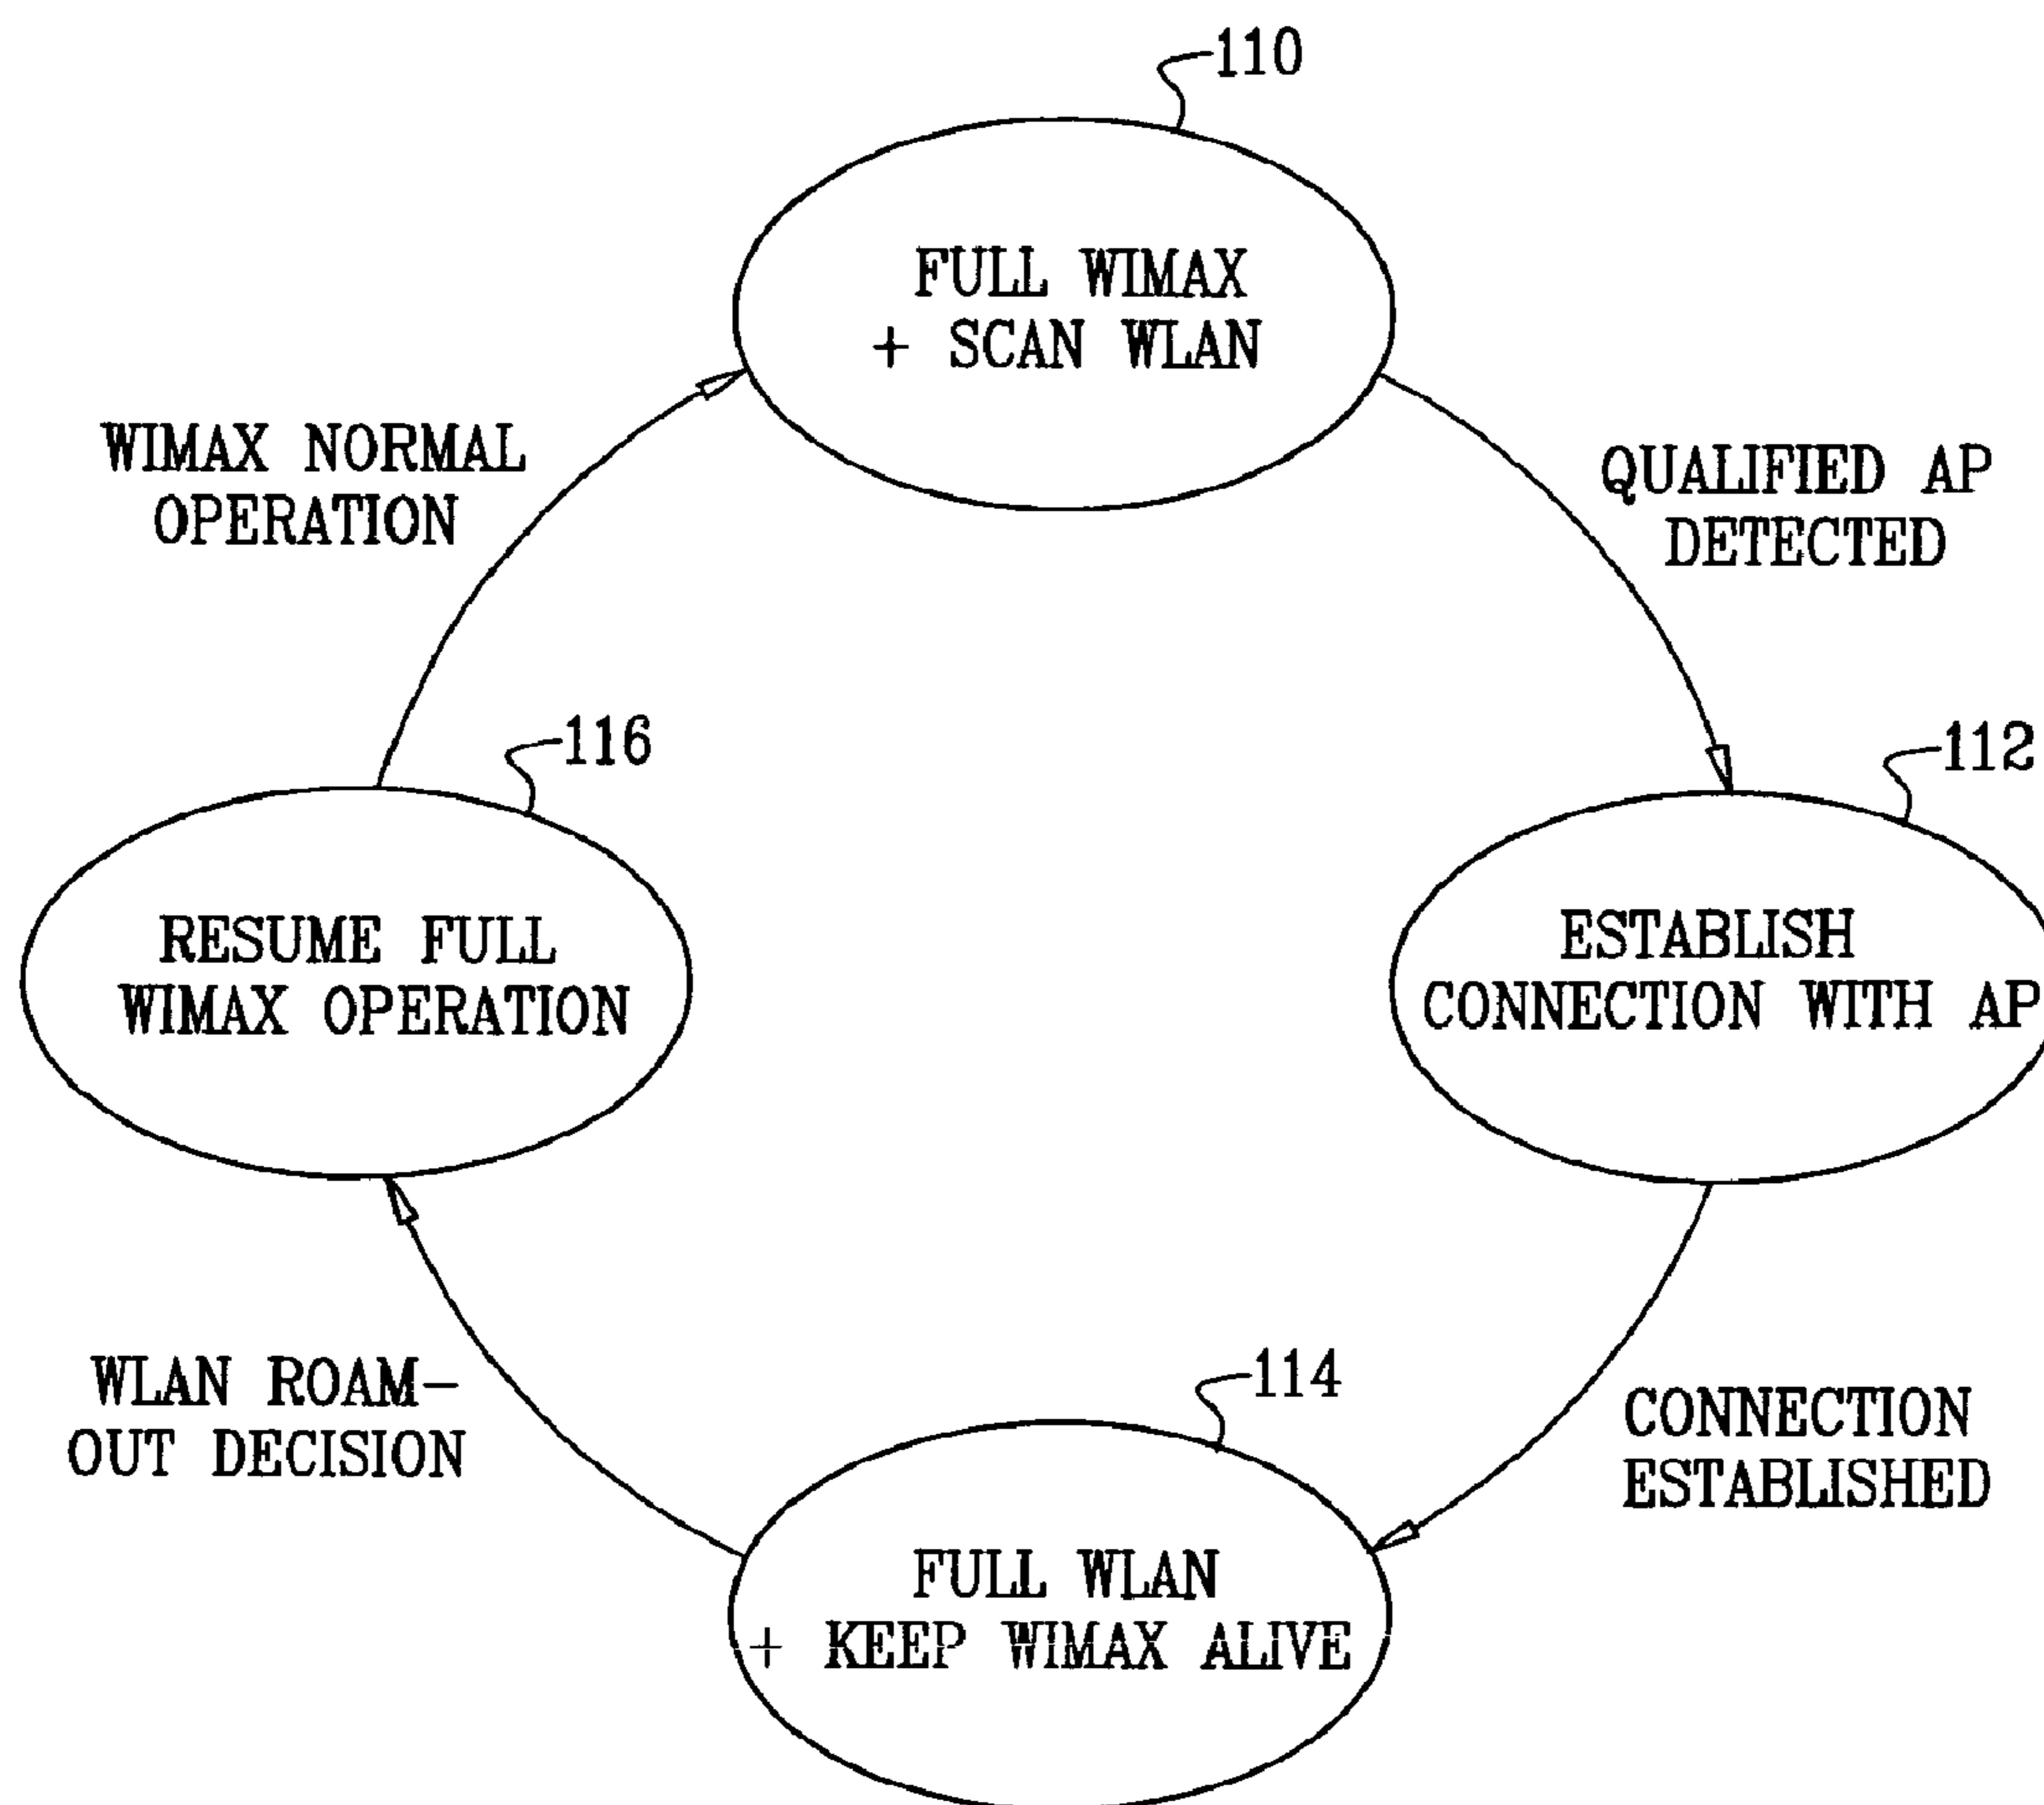 110
FULL WIMAX
+ SCAN WLAN
WIMAX NORMAL
OPERATION
QUALIFIED AP
DETECTED
116
112
RESUME FULL
WIMAX OPERATION
ESTABLISH
CONNECTION WITH AP
114
WLAN ROAM-
OUT DECISION
CONNECTION
ESTABLISHED
FULL WLAN
+ KEEP WIMAX ALIVE